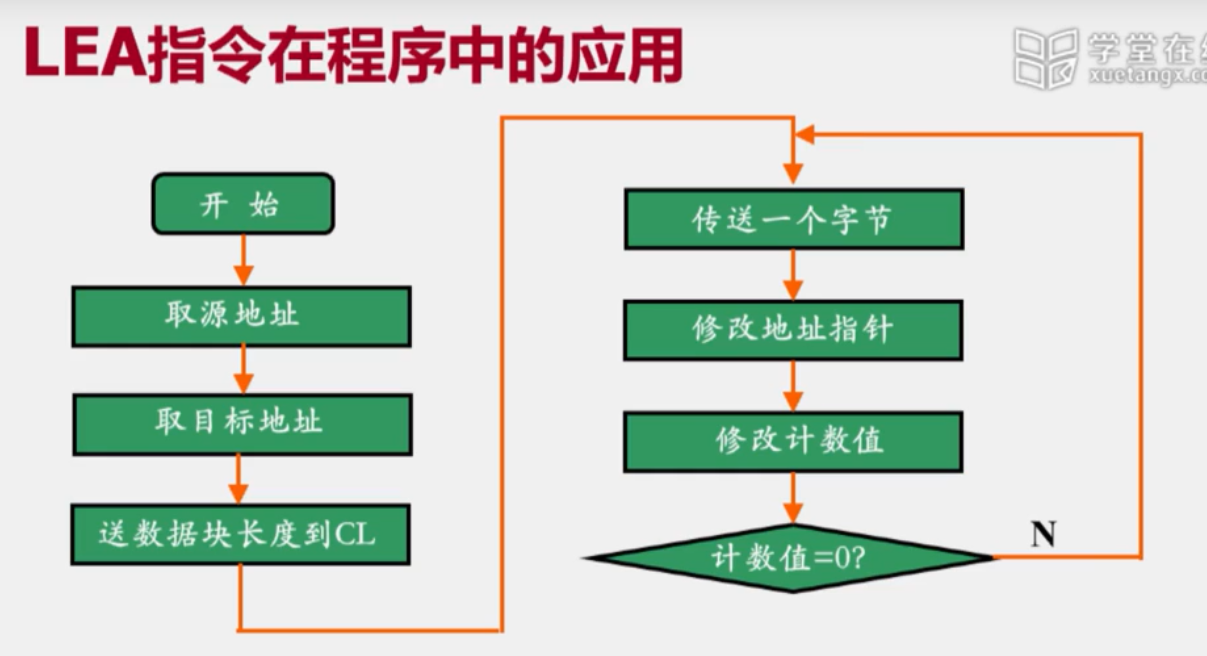 LEA指令在程序中的应用
学堂在
xuetangx.co
开 始
取源地址
取目标地址
送数据块长度到CL
传送一个字节
修改地址指针
修改计数值
计数值=0?
N